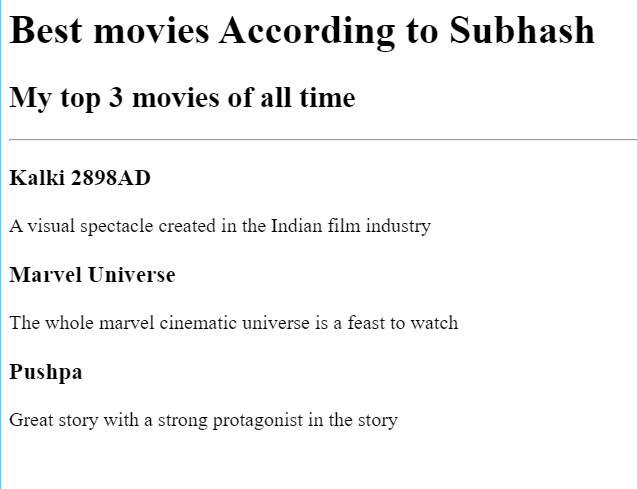 Best movies According to Subhash
My top 3 movies of all time
Kalki 2898AD
A visual spectacle created in the Indian film industry
Marvel Universe
The whole marvel cinematic universe is a feast to watch
Pushpa
Great story with a strong protagonist in the story